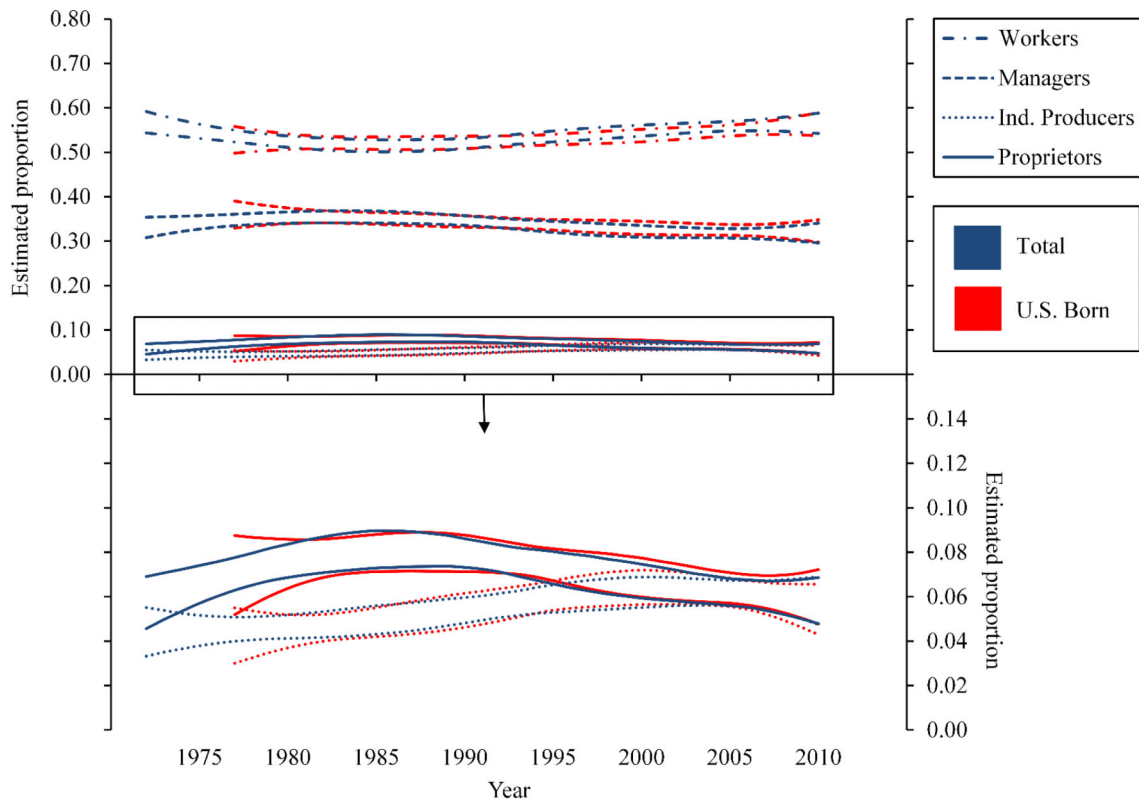 0.80
0.70
0.60
0.50
0.40
0.30
0.20
0.10
0.00
Estimated proportion
Workers
Managers
Ind. Producers
Proprietors
Total
U.S. Born
0.14
0.12
0.10
0.08
0.06
0.04
0.02
0.00
Estimated proportion
1975 1980 1985 1990 1995 2000 2005 2010
Year